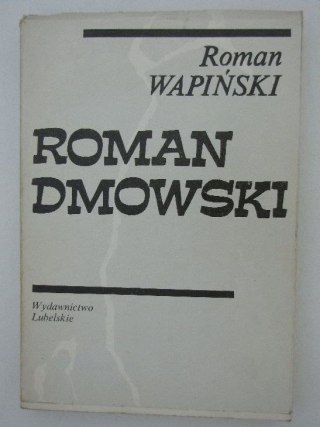 Roman
WAPIŃSKI
ROMAN
DMOWSKI
Wydawnictwo
Lubelskie